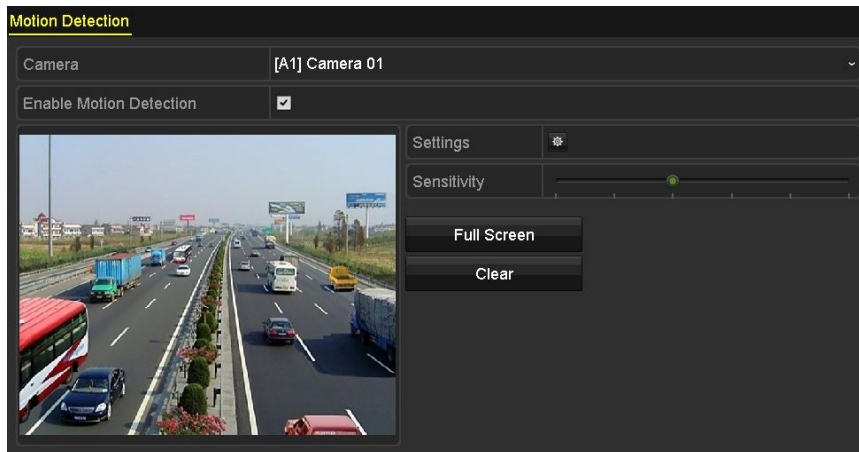 Motion Detection
Camera
[A1] Camera 01
Enable Motion Detection
Settings
Sensitivity
Full Screen
Clear